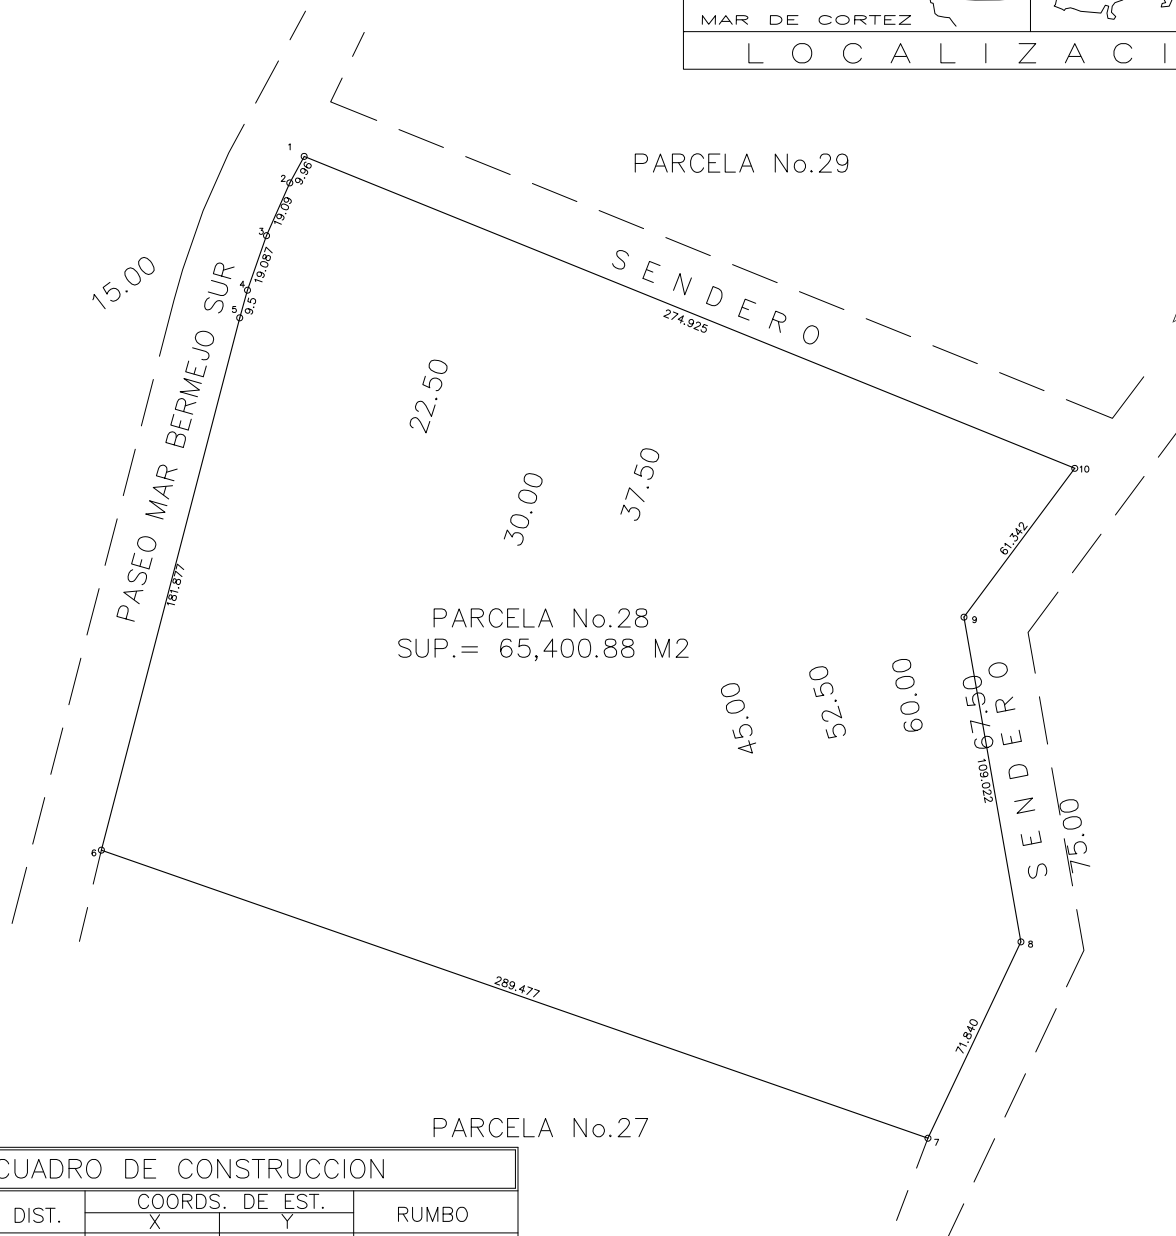 MAR DE CORTEZ
LOCALIZACI
PARCELA No.29
1
9.96
2
19.09
3
19.087
4
9.5
5
15.00
PASEO MAR BERMEJO SUR
181.877
SENDERO
274.925
22.50
30.00
37.50
10
61.342
9
PARCELA No.28
SUP.= 65,400.88 M2
45.00
52.50
60.00
67.50
109.022
SENDERO
75.00
6
8
289.477
71.840
7
PARCELA No.27
CUADRO DE CONSTRUCCION
DIST.
COORDS. DE EST.
X
Y
RUMBO